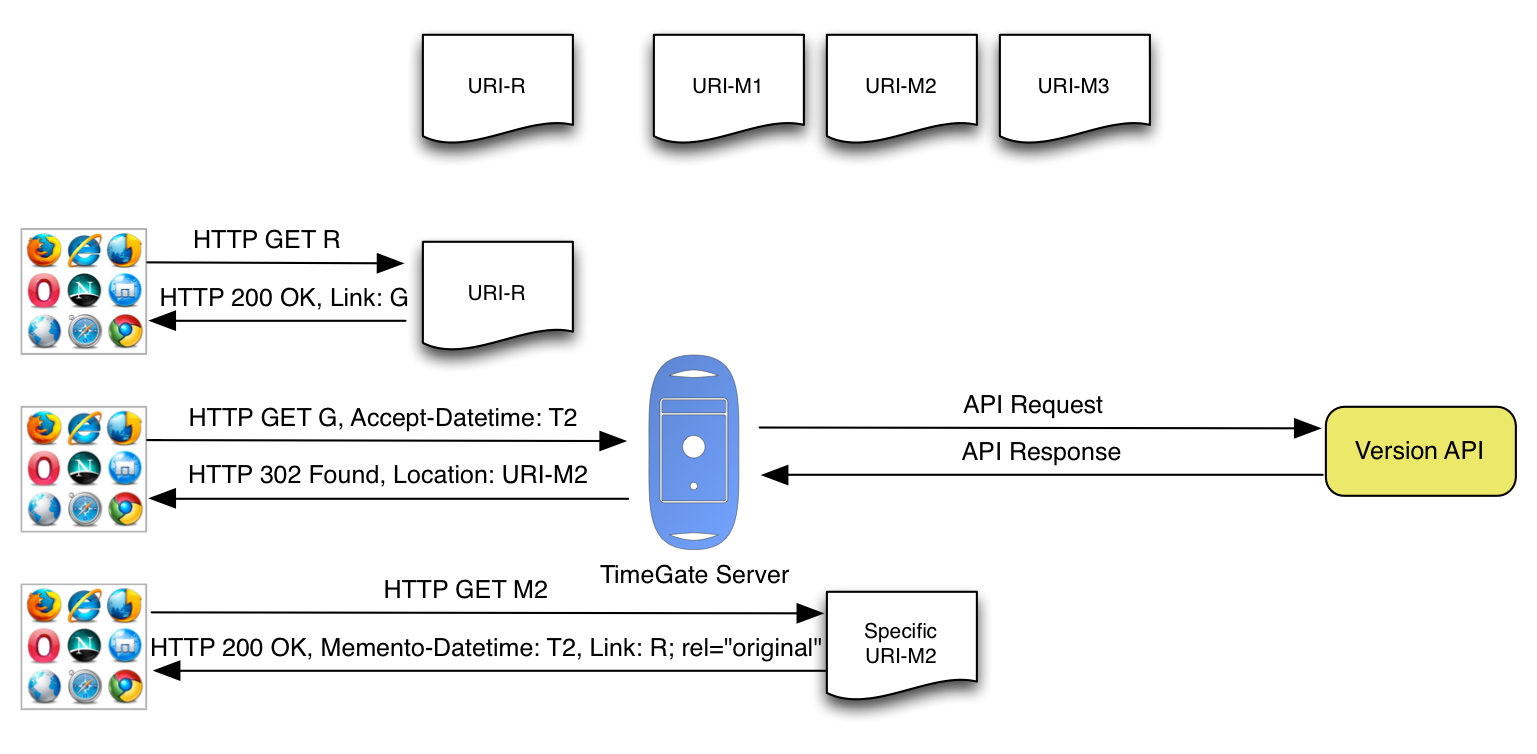 URI-R
URI-M1
URI-M2
URI-M3
HTTP GET R
HTTP 200 OK, Link: G
URI-R
HTTP GET G, Accept-Datetime: T2
HTTP 302 Found, Location: URI-M2
API Request
API Response
Version API
TimeGate Server
HTTP GET M2
HTTP 200 OK, Memento-Datetime: T2, Link: R; rel="original"
Specific
URI-M2